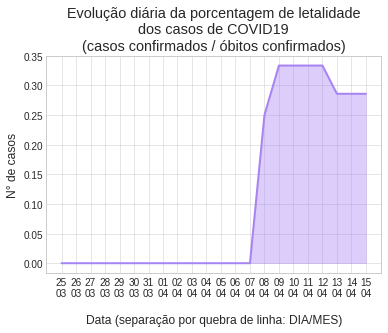 Evolução diária da porcentagem de letalidade
dos casos de COVID19
(casos confirmados / óbitos confirmados)
0.35
0.30
0.25
0.20
0.15
0.10
0.05
0.00
N° de casos
25 26 27 28 29 30 31 01 02 03 04 05 06 07 08 09 10 11 12 13 14 15
03 03 03 03 03 03 03 04 04 04 04 04 04 04 04 04 04 04 04 04 04 04
Data (separação por quebra de linha: DIA/MES)